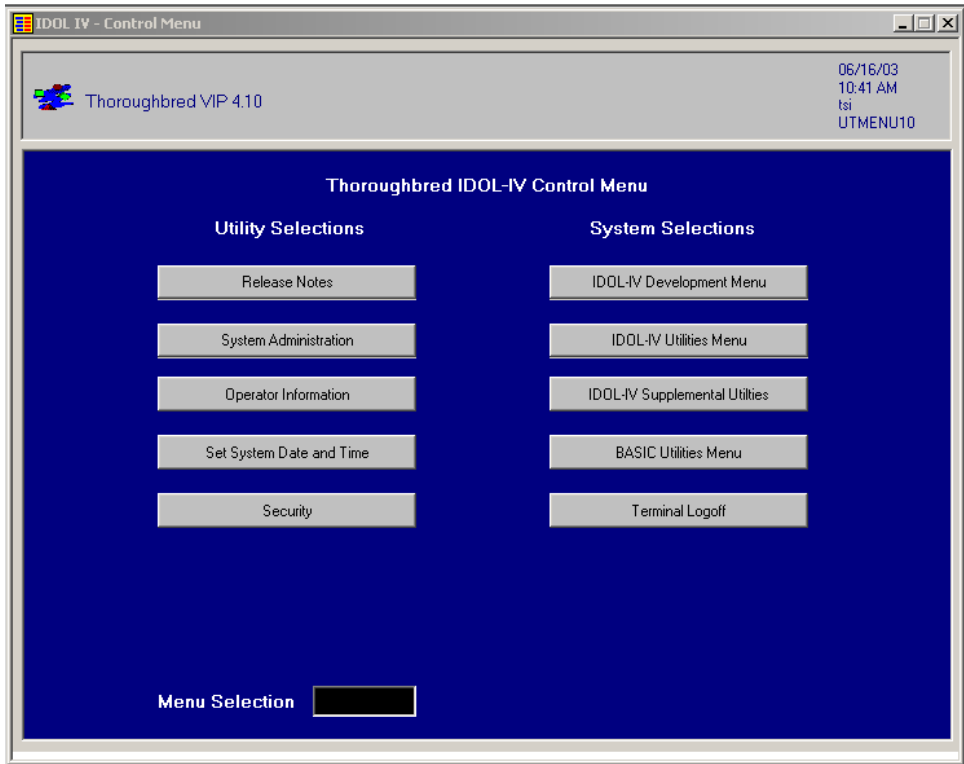 IDOL IV - Control Menu
Thoroughbred VIP 4.10
06/16/03
10:41 AM
tsi
UTMENU10
Thoroughbred IDOL-IV Control Menu
Utility Selections
System Selections
Release Notes
IDOL-IV Development Menu
System Administration
IDOL-IV Utilities Menu
Operator Information
IDOL-IV Supplemental Utilties
Set System Date and Time
BASIC Utilities Menu
Security
Terminal Logoff
Menu Selection